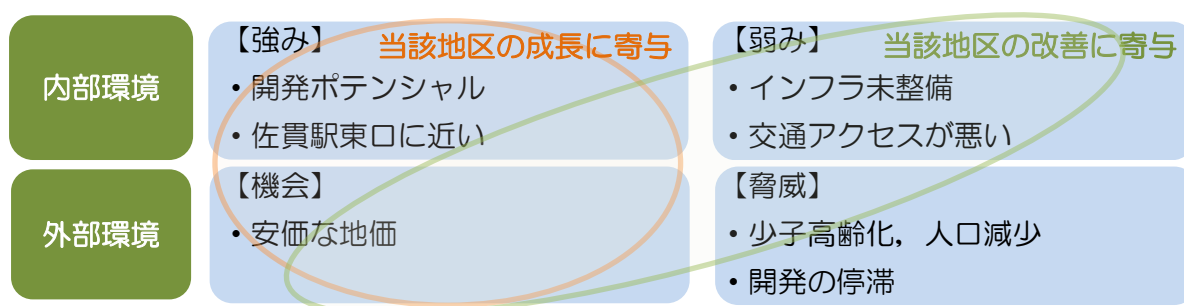 内部環境
【強み】
当該地区の成長に寄与
・開発ポテンシャル
・佐貫駅東口に近い
【弱み】
当該地区の改善に寄与
・インフラ未整備
・交通アクセスが悪い
外部環境
【機会】
・安価な地価
【脅威】
・少子高齢化，人口減少
・開発の停滞